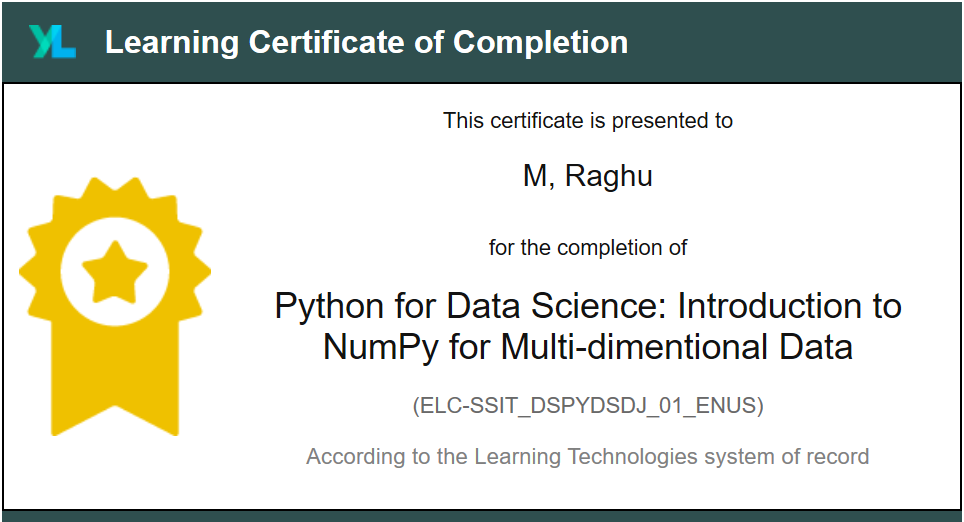 YL Learning Certificate of Completion
This certificate is presented to
M, Raghu
for the completion of
Python for Data Science: Introduction to
NumPy for Multi-dimentional Data
(ELC-SSIT_DSPYDSDJ_01_ENUS)
According to the Learning Technologies system of record